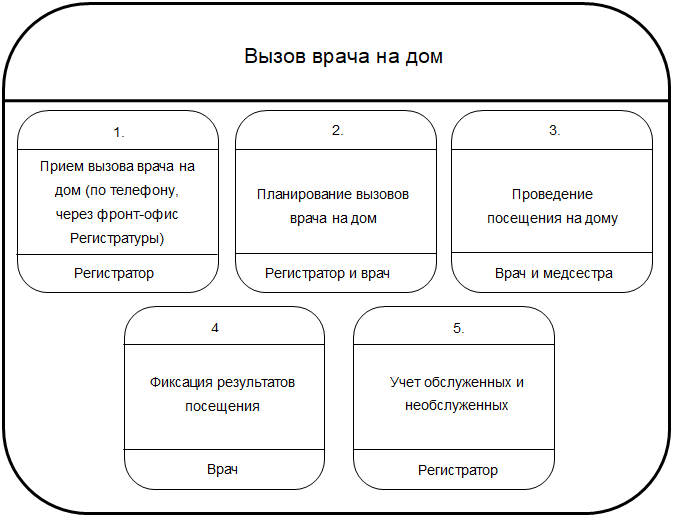 Вызов врача на дом
1.
Прием вызова врача на
дом (по телефону,
через фронт-офис
Регистратуры)
Регистратор
2.
Планирование вызовов
врача на дом
Регистратор и врач
3.
Проведение
посещения на дому
Врач и медсестра
4
Фиксация результатов
посещения
Врач
5.
Учет обслуженных и
необслуженных
Регистратор